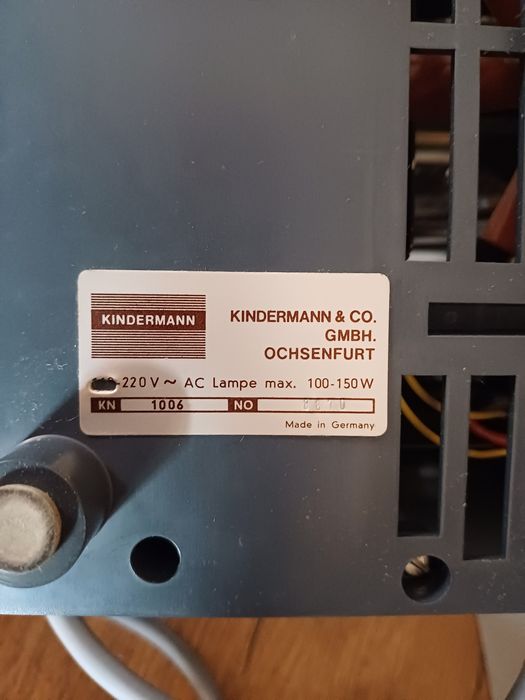 KINDERMANN
KINDERMANN & CO.
GMBH.
OCHSENFURT
-220 V ~ AC Lampe max. 100-150 W
KN 1006 NO
Made in Germany